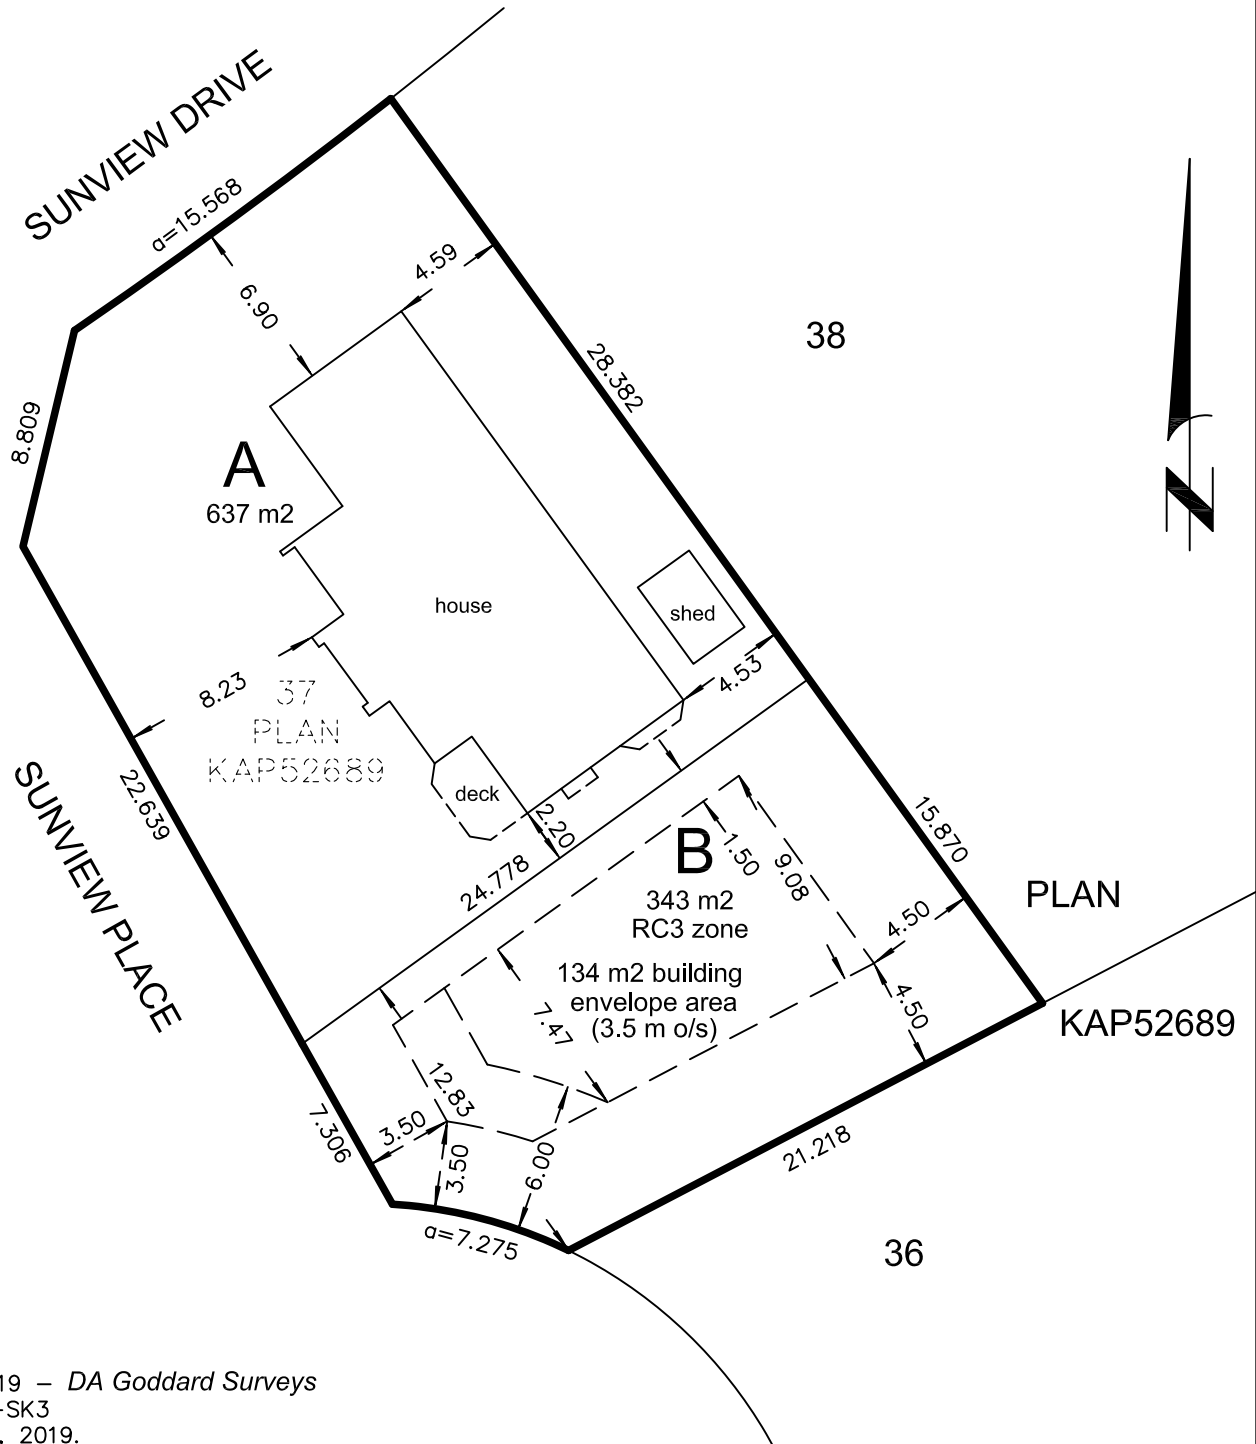 SUNVIEW DRIVE
a=15.568
4.59
6.90
38
28.382
8.809
A
637 m2
N
house
shed
4.53
8.23
37
PLAN
KAP52689
22.639
SUNVIEW PLACE
deck
2.20
24.778
15.870
B
1.50
9.08
343 m2
RC3 zone
PLAN
4.50
134 m2 building
envelope area
(3.5 m o/s)
7.47
4.50
KAP52689
12.83
3.50
7.306
3.50
6.00
21.218
a=7.275
36
19 – DA Goddard Surveys
-SK3
. 2019.